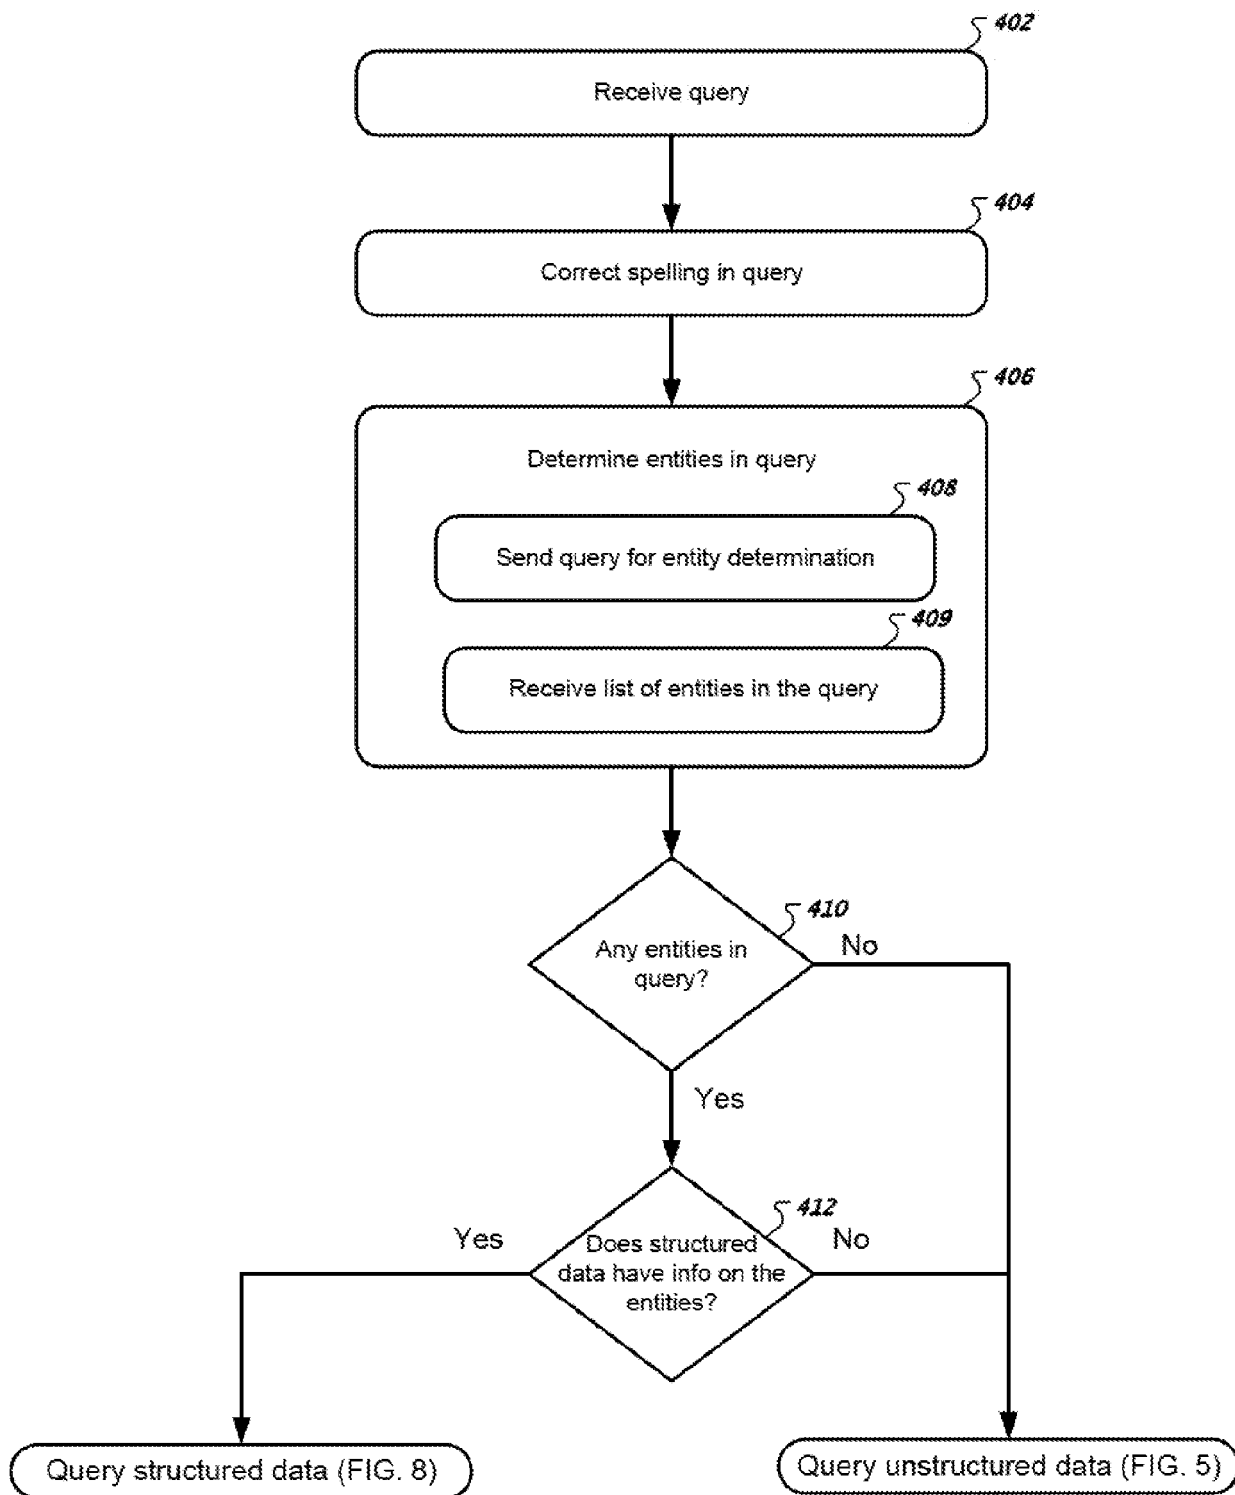 402
Receive query
404
Correct spelling in query
406
Determine entities in query
408
Send query for entity determination
409
Receive list of entities in the query
410
Any entities in
query?
No
Yes
412
Does structured
data have info on the
entities?
Yes
No
Query structured data (FIG. 8)
Query unstructured data (FIG. 5)